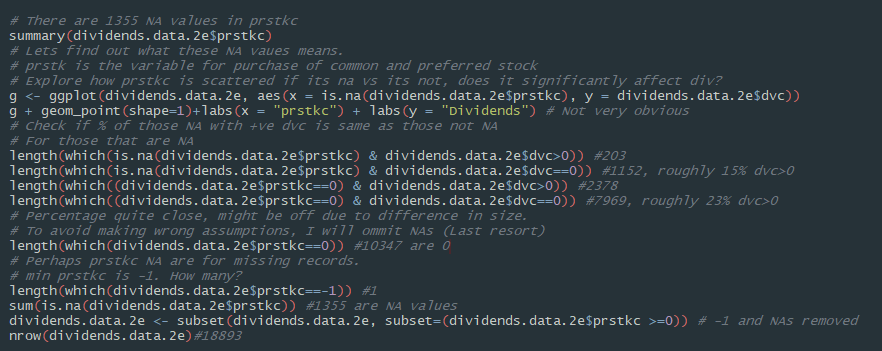 # There are 1355 NA values in prstkc
summary(dividends.data.2e$prstkc)
# Lets find out what these NA vaues means.
# prstk is the variable for purchase of common and preferred stock
# Explore how prstkc is scattered if its na vs its not, does it significantly affect div?
g <- ggplot(dividends.data.2e, aes(x = is.na(dividends.data.2e$prstkc), y = dividends.data.2e$dvc))
g + geom_point(shape=1)+labs(x = "prstkc") + labs(y = "Dividends") # Not very obvious
# Check if % of those NA with +ve dvc is same as those not NA
# For those that are NA
length(which(is.na(dividends.data.2e$prstkc) & dividends.data.2e$dvc>0)) #203
length(which(is.na(dividends.data.2e$prstkc) & dividends.data.2e$dvc==0)) #1152, roughly 15% dvc>0
length(which((dividends.data.2e$prstkc==0) & dividends.data.2e$dvc>0)) #2378
length(which((dividends.data.2e$prstkc==0) & dividends.data.2e$dvc==0)) #7969, roughly 23% dvc>0
# Percentage quite close, might be off due to difference in size.
# To avoid making wrong assumptions, I will ommit NAs (Last resort)
length(which(dividends.data.2e$prstkc==0)) #10347 are 0
# Perhaps prstkc NA are for missing records.
# min prstkc is -1. How many?
length(which(dividends.data.2e$prstkc==-1)) #1
sum(is.na(dividends.data.2e$prstkc)) #1355 are NA values
dividends.data.2e <- subset(dividends.data.2e, subset=(dividends.data.2e$prstkc >=0)) # -1 and NAs removed
nrow(dividends.data.2e)#18893